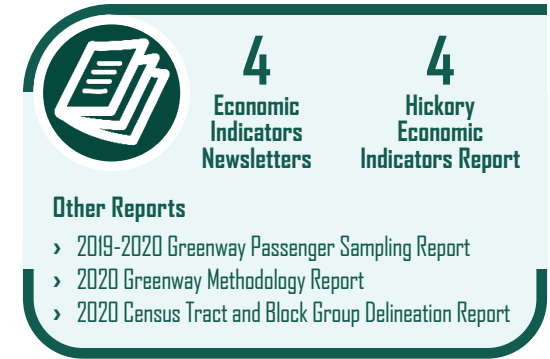 4
Economic
Indicators
Newsletters
4
Hickory
Economic
Indicators Report
Other Reports
› 2019-2020 Greenway Passenger Sampling Report
› 2020 Greenway Methodology Report
› 2020 Census Tract and Block Group Delineation Report